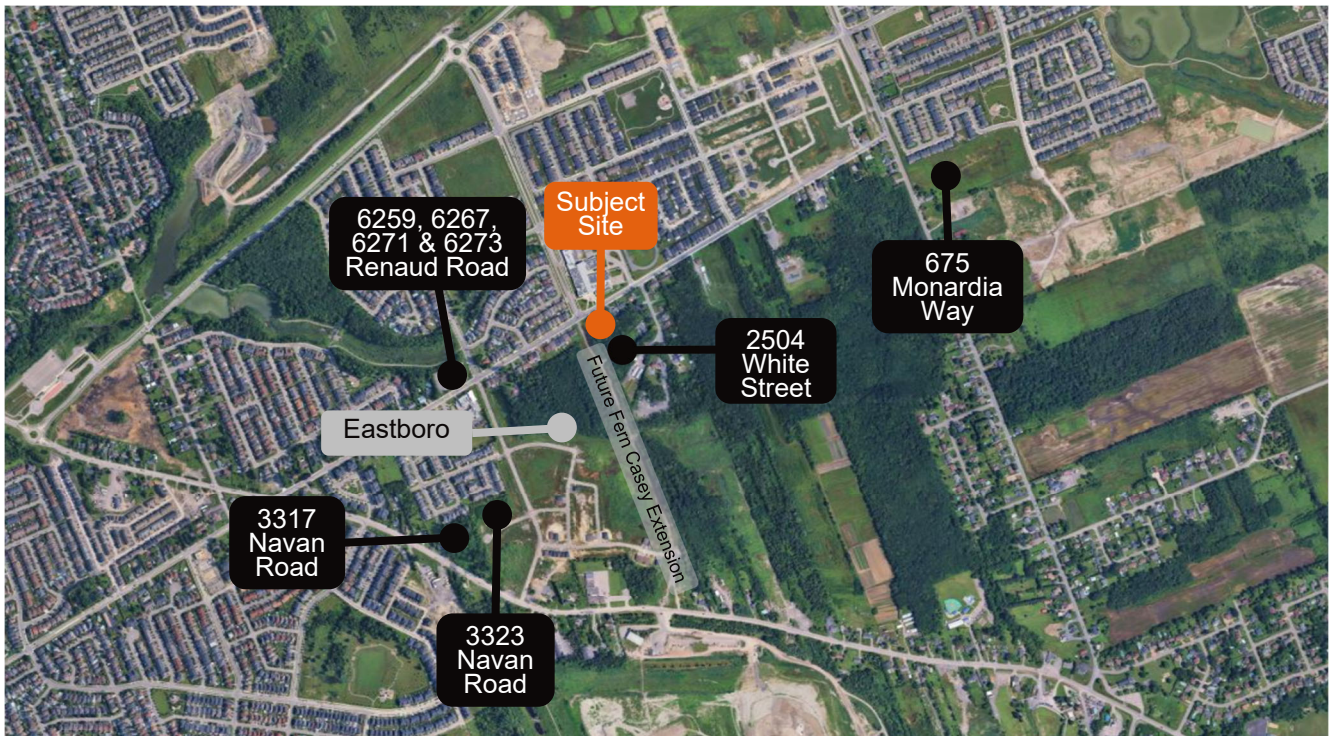 6259, 6267,
6271 & 6273
Renaud Road
Subject
Site
675
Monardia
Way
2504
White
Street
Eastboro
Future Fern Casey Extension
3317
Navan
Road
3323
Navan
Road